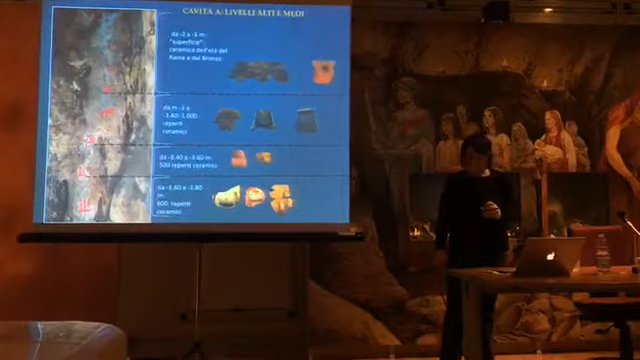 CAVITÀ A: LIVELLI ALTI E MEDI
da -2 a -3 m:
"superficie"
ceramica dell'età del
Rame e del Bronzo
da m -3 a
-3.40: 1.000
reperti
ceramici
da -3.40 a -3.60 m:
500 reperti ceramici
da -3.60 a -3.80
m:
600 reperti
ceramici